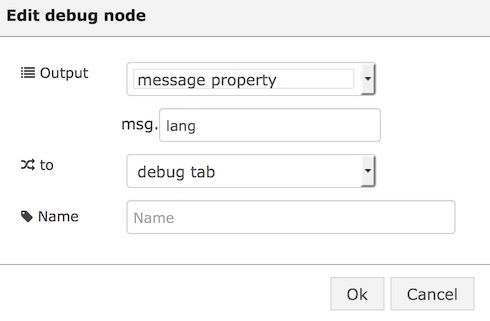 Edit debug node
Output
message property
msg. lang
to
debug tab
Name
Name
Ok Cancel